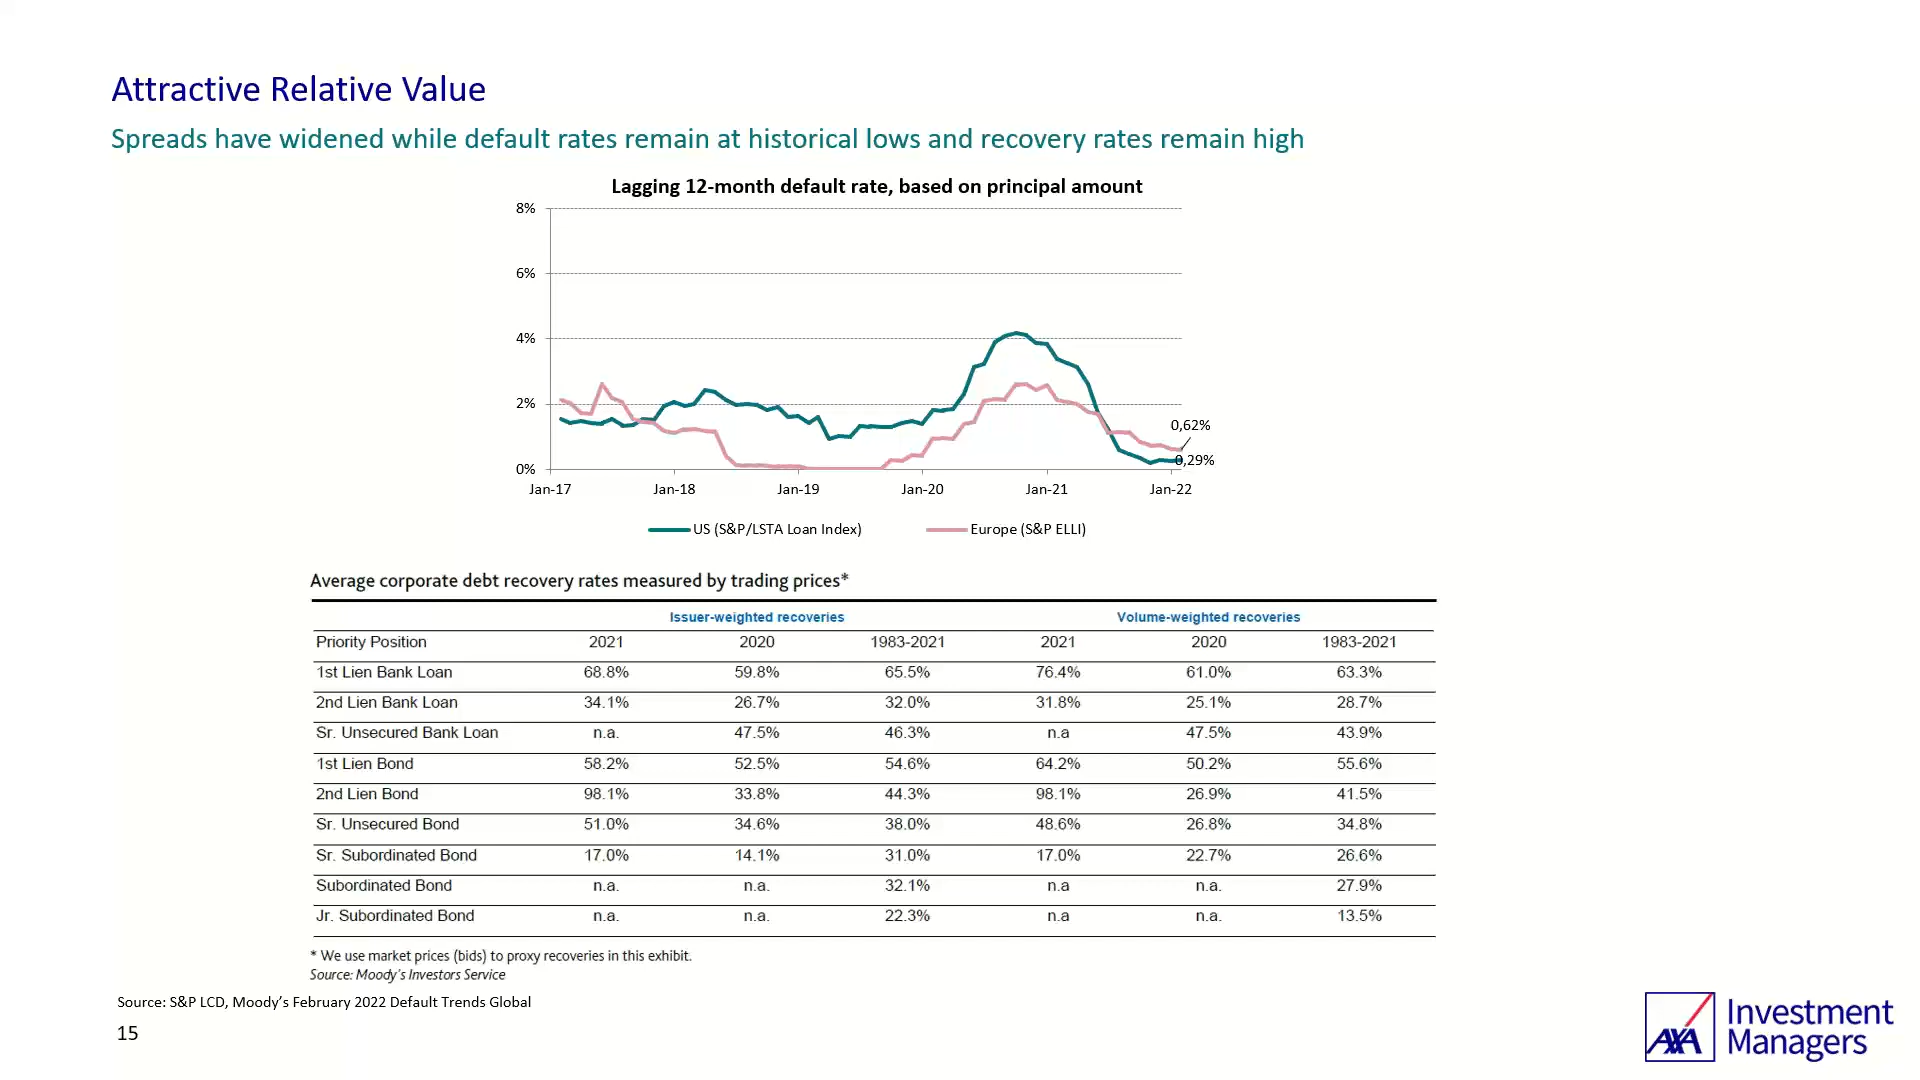 Attractive Relative Value
Spreads have widened while default rates remain at historical lows and recovery rates remain high
Lagging 12-month default rate, based on principal amount
8%
6%
4%
2%
0%
0,62%
0,29%
Jan-17 Jan-18 Jan-19 Jan-20 Jan-21 Jan-22
US (S&P/LSTA Loan Index) Europe (S&P ELLI)
Average corporate debt recovery rates measured by trading prices*
Issuer-weighted recoveries Volume-weighted recoveries
Priority Position 2021 2020 1983-2021 2021 2020 1983-2021
1st Lien Bank Loan 68.8% 59.8% 65.5% 76.4% 61.0% 63.3%
2nd Lien Bank Loan 34.1% 26.7% 32.0% 31.8% 25.1% 28.7%
Sr. Unsecured Bank Loan n.a. 47.5% 46.3% n.a 47.5% 43.9%
1st Lien Bond 58.2% 52.5% 54.6% 64.2% 50.2% 55.6%
2nd Lien Bond 98.1% 33.8% 44.3% 98.1% 26.9% 41.5%
Sr. Unsecured Bond 51.0% 34.6% 38.0% 48.6% 26.8% 34.8%
Sr. Subordinated Bond 17.0% 14.1% 31.0% 17.0% 22.7% 26.6%
Subordinated Bond n.a. n.a. 32.1% n.a n.a. 27.9%
Jr. Subordinated Bond n.a. n.a. 22.3% n.a n.a. 13.5%
* We use market prices (bids) to proxy recoveries in this exhibit.
Source: Moody's Investors Service
Source: S&P LCD, Moody’s February 2022 Default Trends Global
15
AXA Investment
Managers